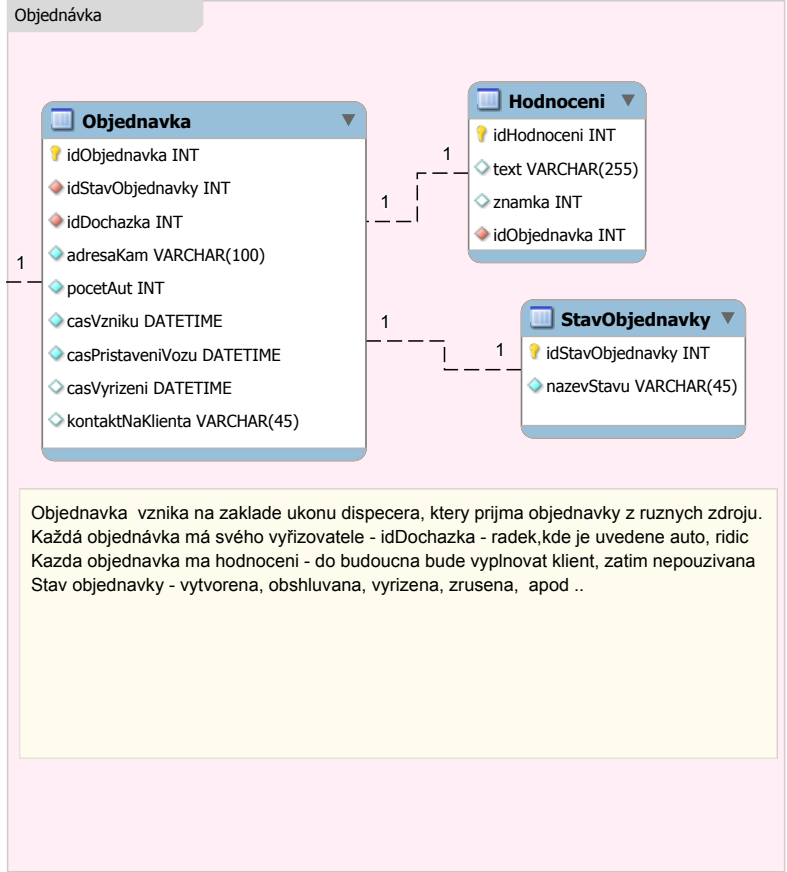 Objednávka
Objednavka
idObjednavka INT
idStavObjednavky INT
idDochazka INT
adresaKam VARCHAR(100)
pocetAut INT
casVzniku DATETIME
casPristaveniVozu DATETIME
casVyrizeni DATETIME
kontaktNaKlienta VARCHAR(45)
1
1
1
Hodnoceni
idHodnoceni INT
text VARCHAR(255)
znamka INT
idObjednavka INT
1
1
StavObjednavky
idStavObjednavky INT
nazevStavu VARCHAR(45)
Objednavka  vznika na zaklade ukonu dispecera, ktery prijma objednavky z ruznych zdroju.
Každá objednávka má svého vyřizovatele - idDochazka - radek,kde je uvedene auto, ridic
Kazda objednavka ma hodnoceni - do budoucna bude vyplnovat klient, zatim nepouzivana
Stav objednavky - vytvorena, obshluvana, vyrizena, zrusena,  apod ..